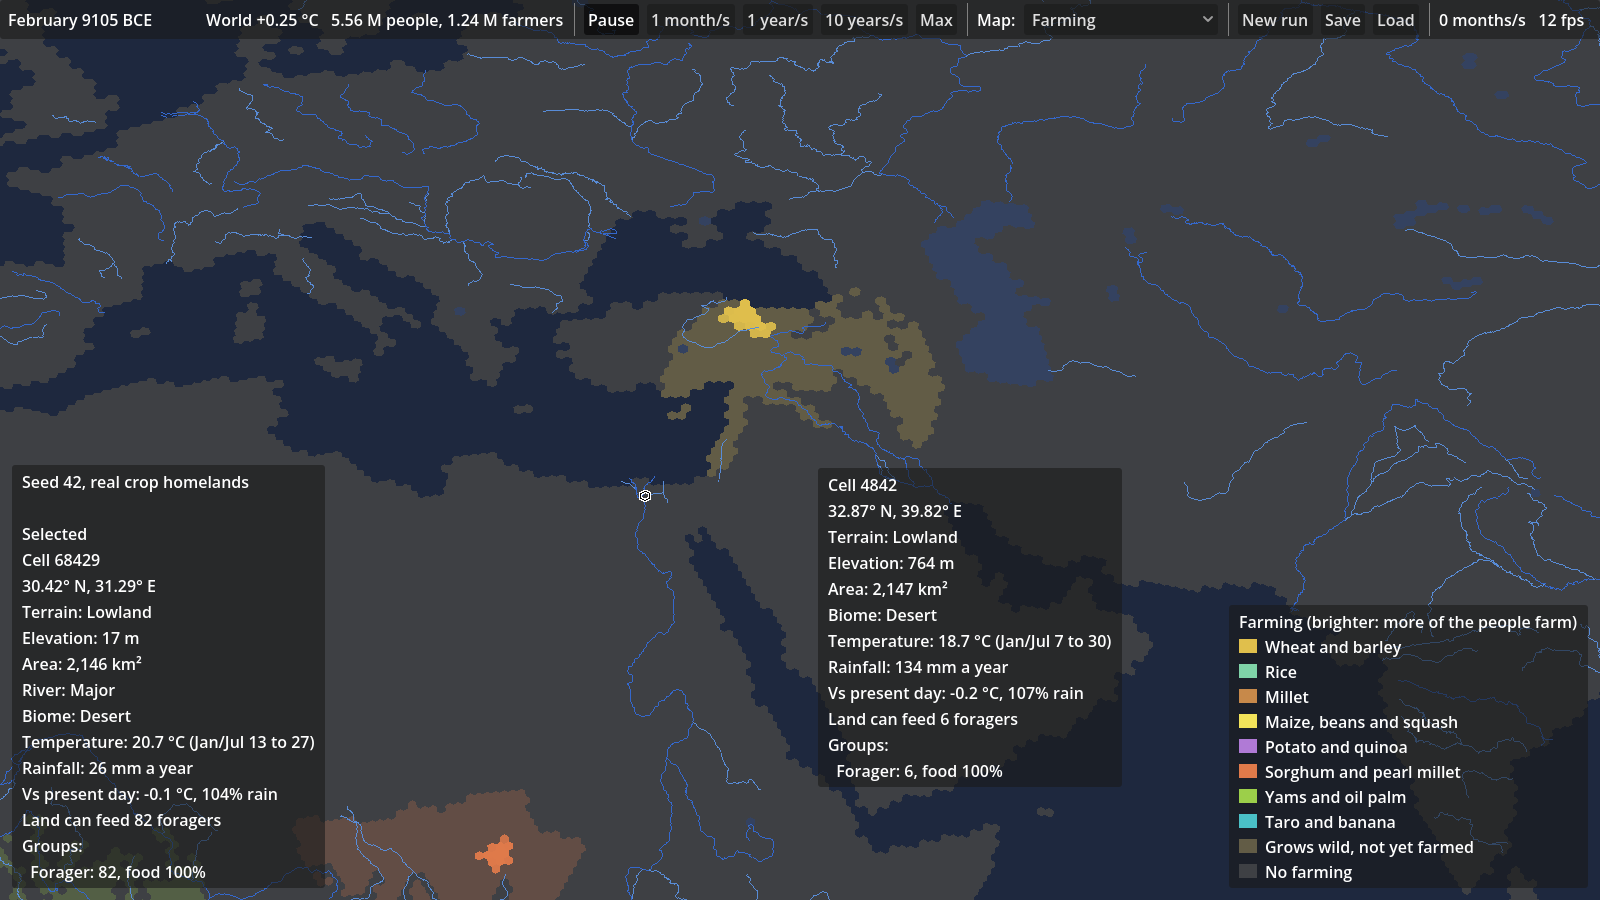 February 9105 BCE
World +0.25 °C
5.56 M people, 1.24 M farmers
Pause
1 month/s
1 year/s
10 years/s
Max
Map:
Farming
New run
Save
Load
0 months/s
12 fps
Seed 42, real crop homelands
Selected
Cell 68429
30.42° N, 31.29° E
Terrain: Lowland
Elevation: 17 m
Area: 2,146 km²
River: Major
Biome: Desert
Temperature: 20.7 °C (Jan/Jul 13 to 27)
Rainfall: 26 mm a year
Vs present day: -0.1 °C, 104% rain
Land can feed 82 foragers
Groups:
Forager: 82, food 100%
Cell 4842
32.87° N, 39.82° E
Terrain: Lowland
Elevation: 764 m
Area: 2,147 km²
Biome: Desert
Temperature: 18.7 °C (Jan/Jul 7 to 30)
Rainfall: 134 mm a year
Vs present day: -0.2 °C, 107% rain
Land can feed 6 foragers
Groups:
Forager: 6, food 100%
Farming (brighter: more of the people farm)
Wheat and barley
Rice
Millet
Maize, beans and squash
Potato and quinoa
Sorghum and pearl millet
Yams and oil palm
Taro and banana
Grows wild, not yet farmed
No farming